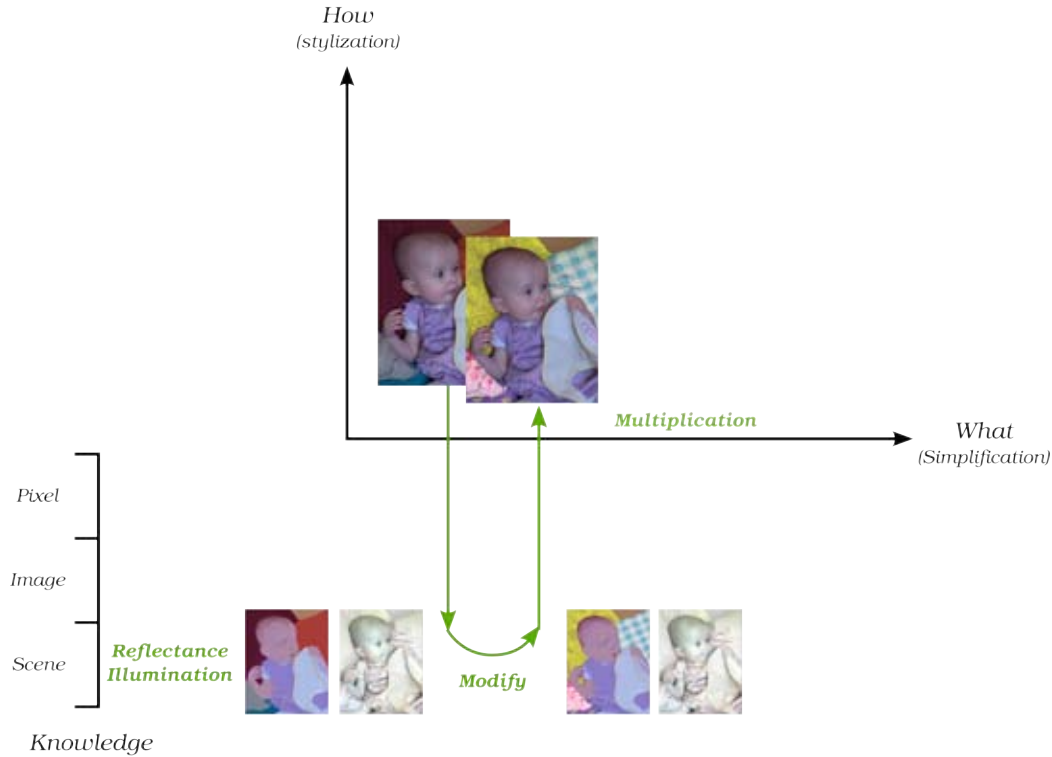 How
(stylization)
Multiplication
What
(Simplification)
Pixel
Image
Scene
Reflectance
Illumination
Modify
Knowledge